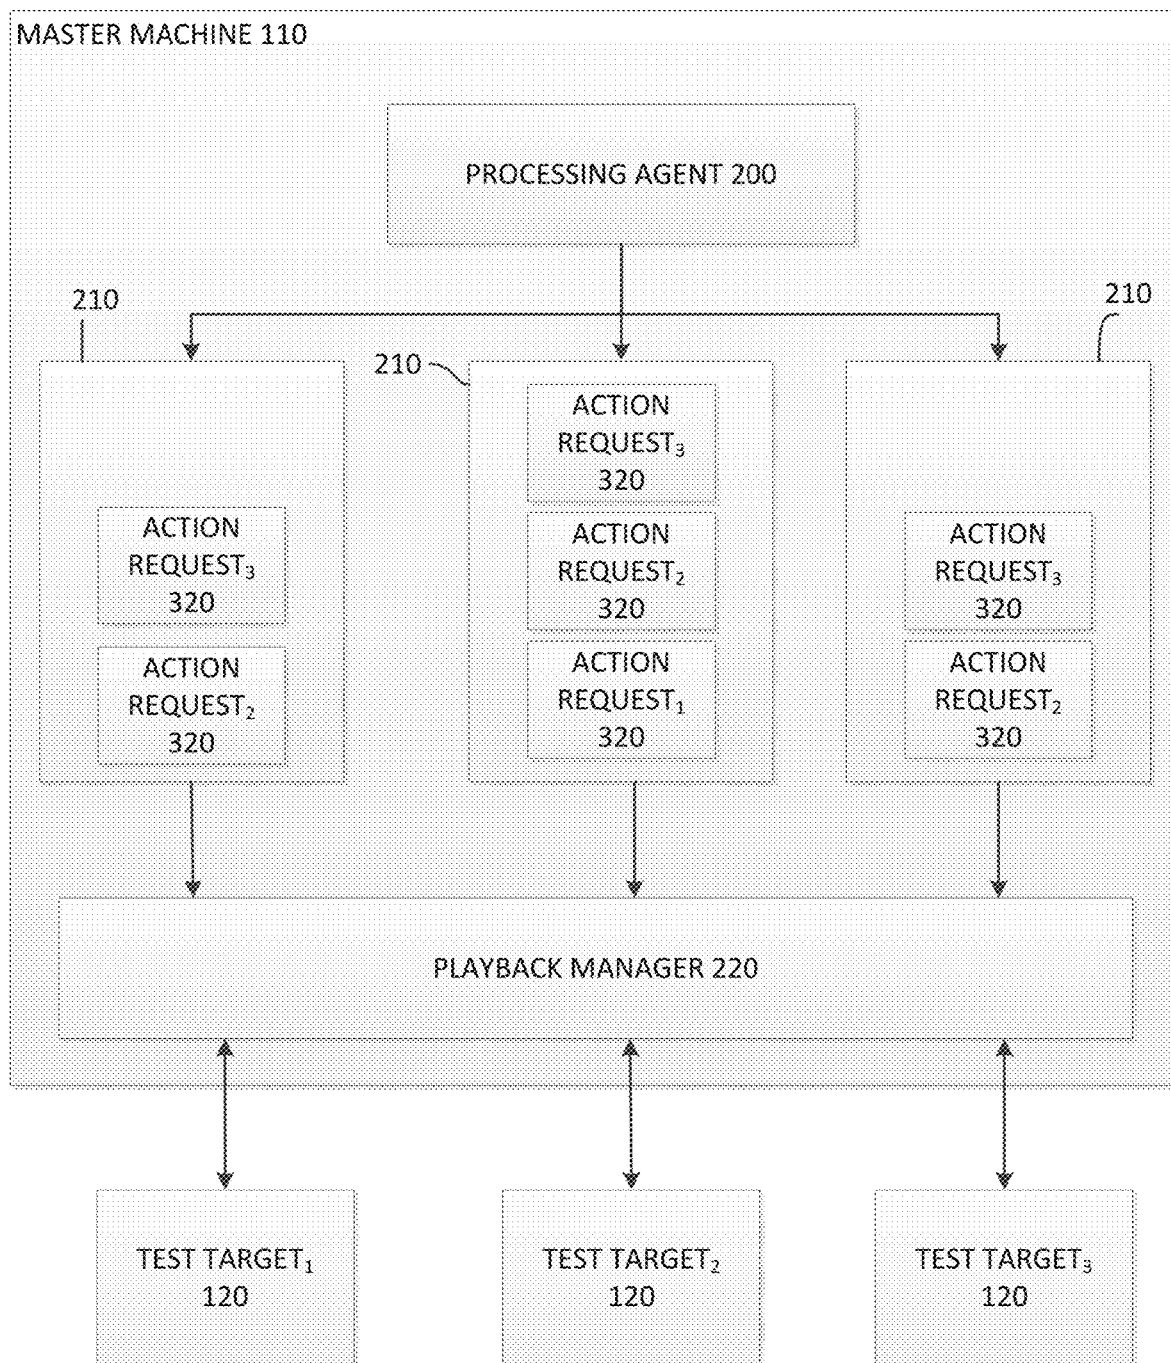 MASTER MACHINE 110
PROCESSING AGENT 200
210
210
210
ACTION
REQUEST₃
320
ACTION
REQUEST₂
320
ACTION
REQUEST₃
320
ACTION
REQUEST₂
320
ACTION
REQUEST₁
320
ACTION
REQUEST₃
320
ACTION
REQUEST₂
320
PLAYBACK MANAGER 220
TEST TARGET₁
120
TEST TARGET₂
120
TEST TARGET₃
120